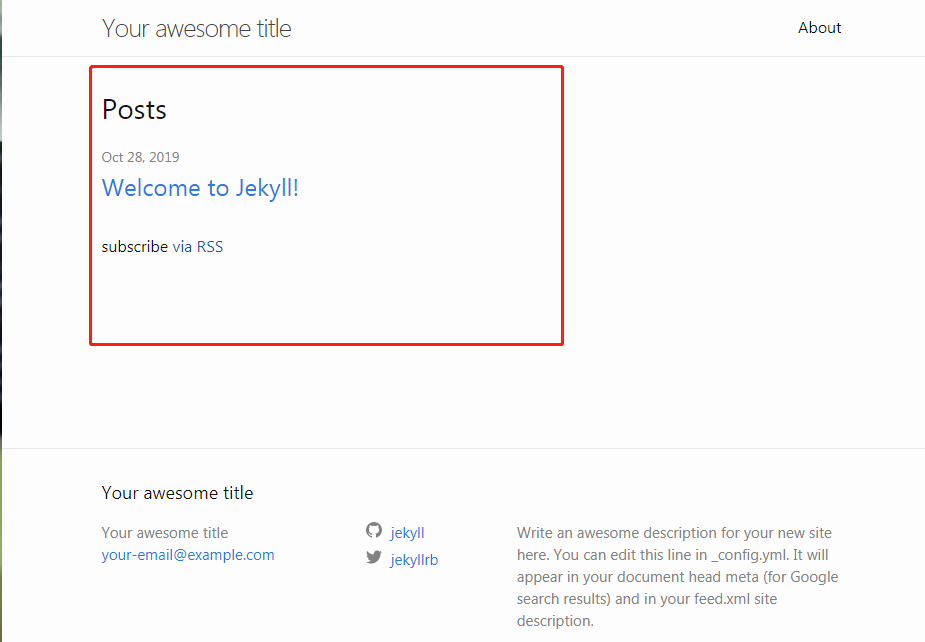 Your awesome title
About
Posts
Oct 28, 2019
Welcome to Jekyll!
subscribe via RSS
Your awesome title
Your awesome title
your-email@example.com
jekyll
jekyllrb
Write an awesome description for your new site
here. You can edit this line in _config.yml. It will
appear in your document head meta (for Google
search results) and in your feed.xml site
description.